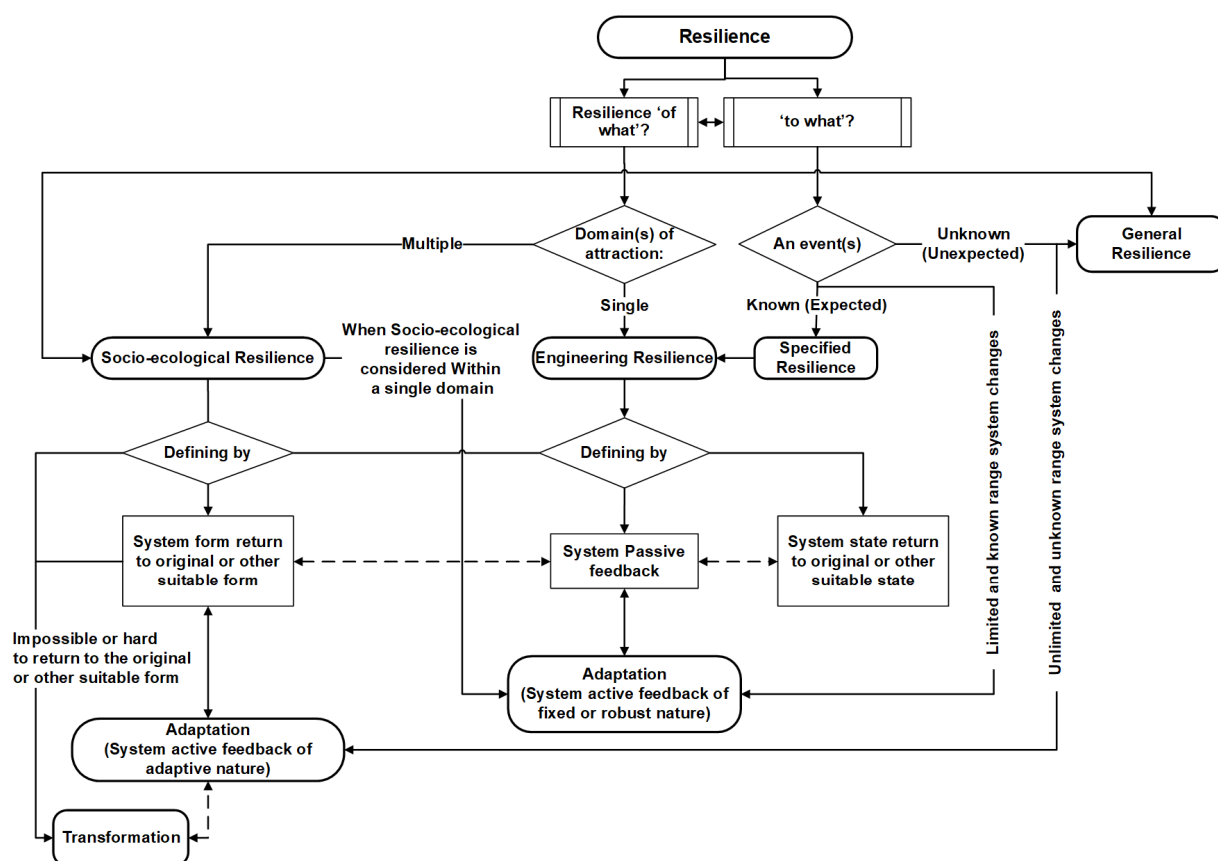 Resilience
Resilience ‘of
what’?
‘to what’?
Domain(s) of
attraction:
An event(s)
Multiple
Unknown
(Unexpected)
General
Resilience
Single
Known (Expected)
When Socio-ecological
resilience is
considered Within
a single domain
Socio-ecological Resilience
Engineering Resilience
Specified
Resilience
Limited and known range system changes
Unlimited and unknown range system changes
Defining by
Defining by
System form return
to original or other
suitable form
System Passive
feedback
System state return
to original or other
suitable state
Impossible or hard
to return to the original
or other suitable form
Adaptation
(System active feedback of
fixed or robust nature)
Adaptation
(System active feedback of
adaptive nature)
Transformation